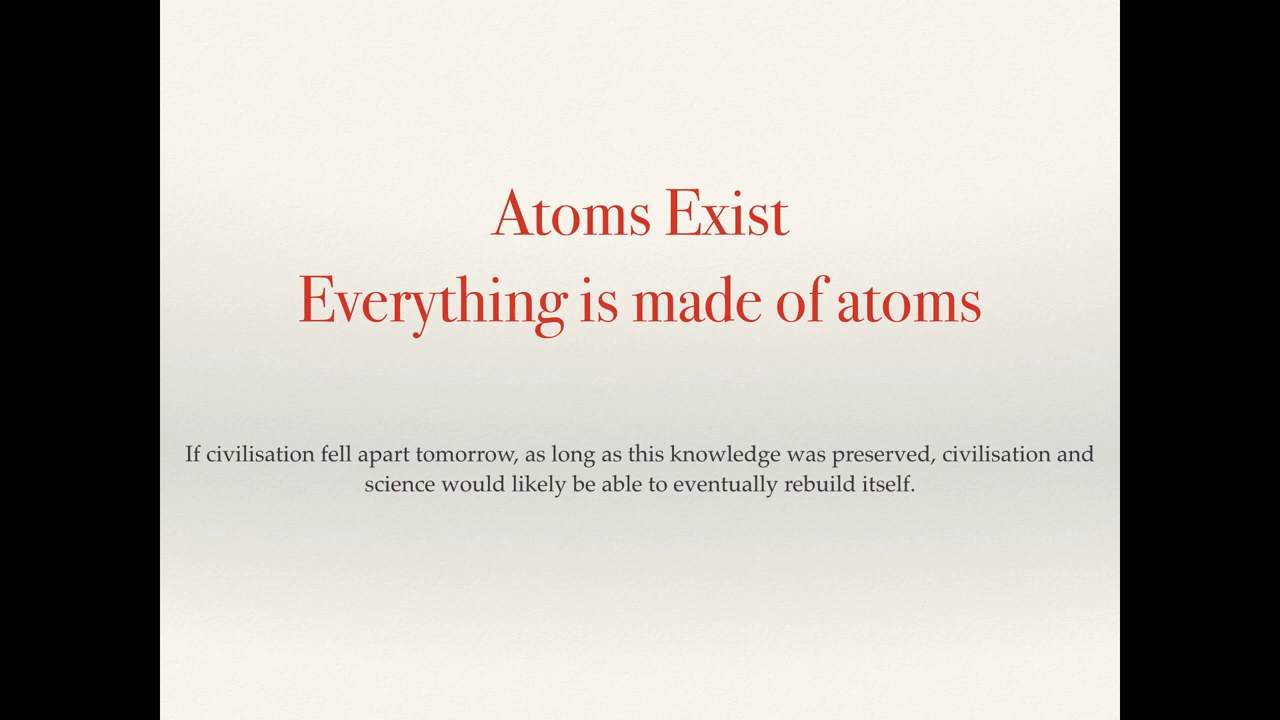 Atoms Exist
Everything is made of atoms
If civilisation fell apart tomorrow, as long as this knowledge was preserved, civilisation and
science would likely be able to eventually rebuild itself.